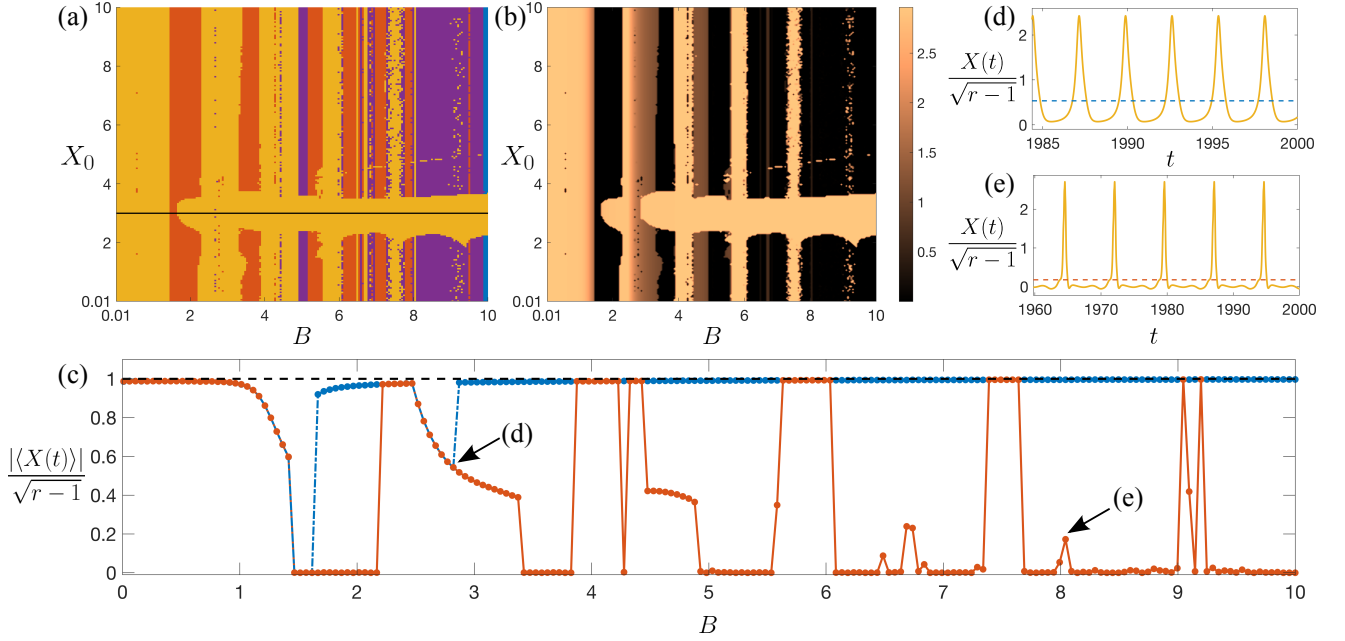 (a)
10
8
6
X₀
4
2
0.01
0.01 2 4 6 8 10
B
(b)
10
8
6
X₀
4
2
0.01
0.01 2 4 6 8 10
B
2.5
2
1.5
1
0.5
(d)
X(t)
√(r − 1)
2
1
0
1985 1990 1995 2000
t
(e)
X(t)
√(r − 1)
2
1
0
1960 1970 1980 1990 2000
t
(c)
|⟨X(t)⟩|
√(r − 1)
1
0.8
0.6
0.4
0.2
0
(d)
(e)
0 1 2 3 4 5 6 7 8 9 10
B